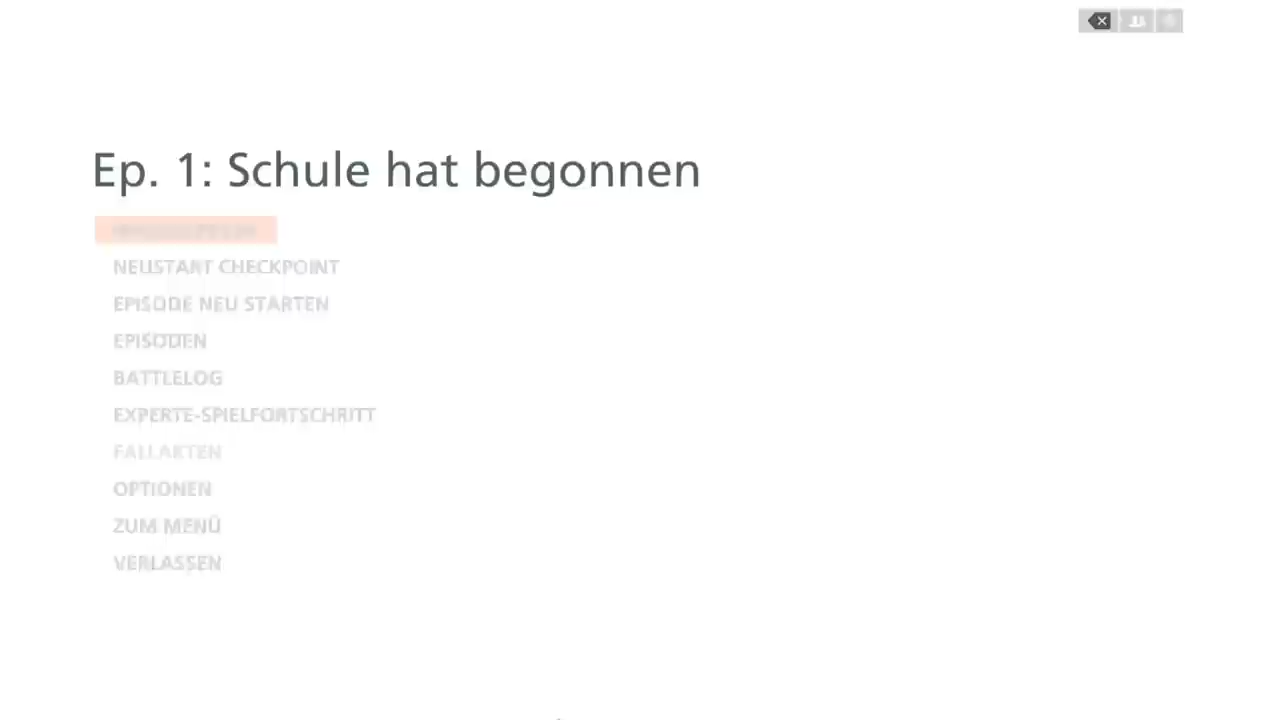 Ep. 1: Schule hat begonnen
NEUSTART CHECKPOINT
EPISODE NEU STARTEN
EPISODEN
BATTLELOG
EXPERTE-SPIELFORTSCHRITT
FALLAKTEN
OPTIONEN
ZUM MENÜ
VERLASSEN